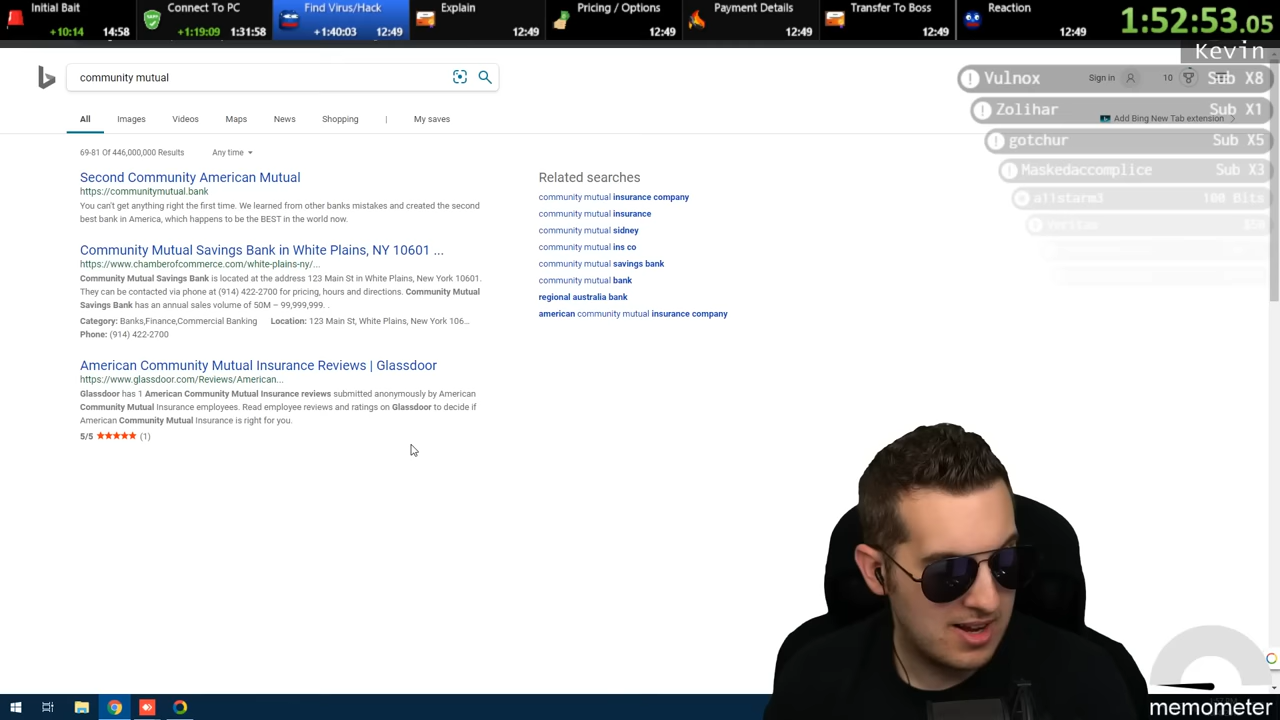 Initial Bait
+10:14 14:58
Connect To PC
+1:19:09 1:31:58
Find Virus/Hack
+1:40:03 12:49
Explain
12:49
Pricing / Options
12:49
Payment Details
12:49
Transfer To Boss
12:49
Reaction
12:49
1:52:53.05
Kevin
community mutual
Sign in
10
Vulnox Sub X8
Zolihar Sub X1
Add Bing New Tab extension
gotchur Sub X5
Maskedaccomplice Sub X3
a11starm3 100 Bits
Veritas $50
All Images Videos Maps News Shopping | My saves
69-81 Of 446,000,000 Results Any time
Second Community American Mutual
https://communitymutual.bank
You can't get anything right the first time. We learned from other banks mistakes and created the second
best bank in America, which happens to be the BEST in the world now.
Community Mutual Savings Bank in White Plains, NY 10601 ...
https://www.chamberofcommerce.com/white-plains-ny/...
Community Mutual Savings Bank is located at the address 123 Main St in White Plains, New York 10601.
They can be contacted via phone at (914) 422-2700 for pricing, hours and directions. Community Mutual
Savings Bank has an annual sales volume of 50M – 99,999,999. .
Category: Banks,Finance,Commercial Banking Location: 123 Main St, White Plains, New York 106...
Phone: (914) 422-2700
American Community Mutual Insurance Reviews | Glassdoor
https://www.glassdoor.com/Reviews/American...
Glassdoor has 1 American Community Mutual Insurance reviews submitted anonymously by American
Community Mutual Insurance employees. Read employee reviews and ratings on Glassdoor to decide if
American Community Mutual Insurance is right for you.
5/5 ★★★★★ (1)
Related searches
community mutual insurance company
community mutual insurance
community mutual sidney
community mutual ins co
community mutual savings bank
community mutual bank
regional australia bank
american community mutual insurance company
memometer